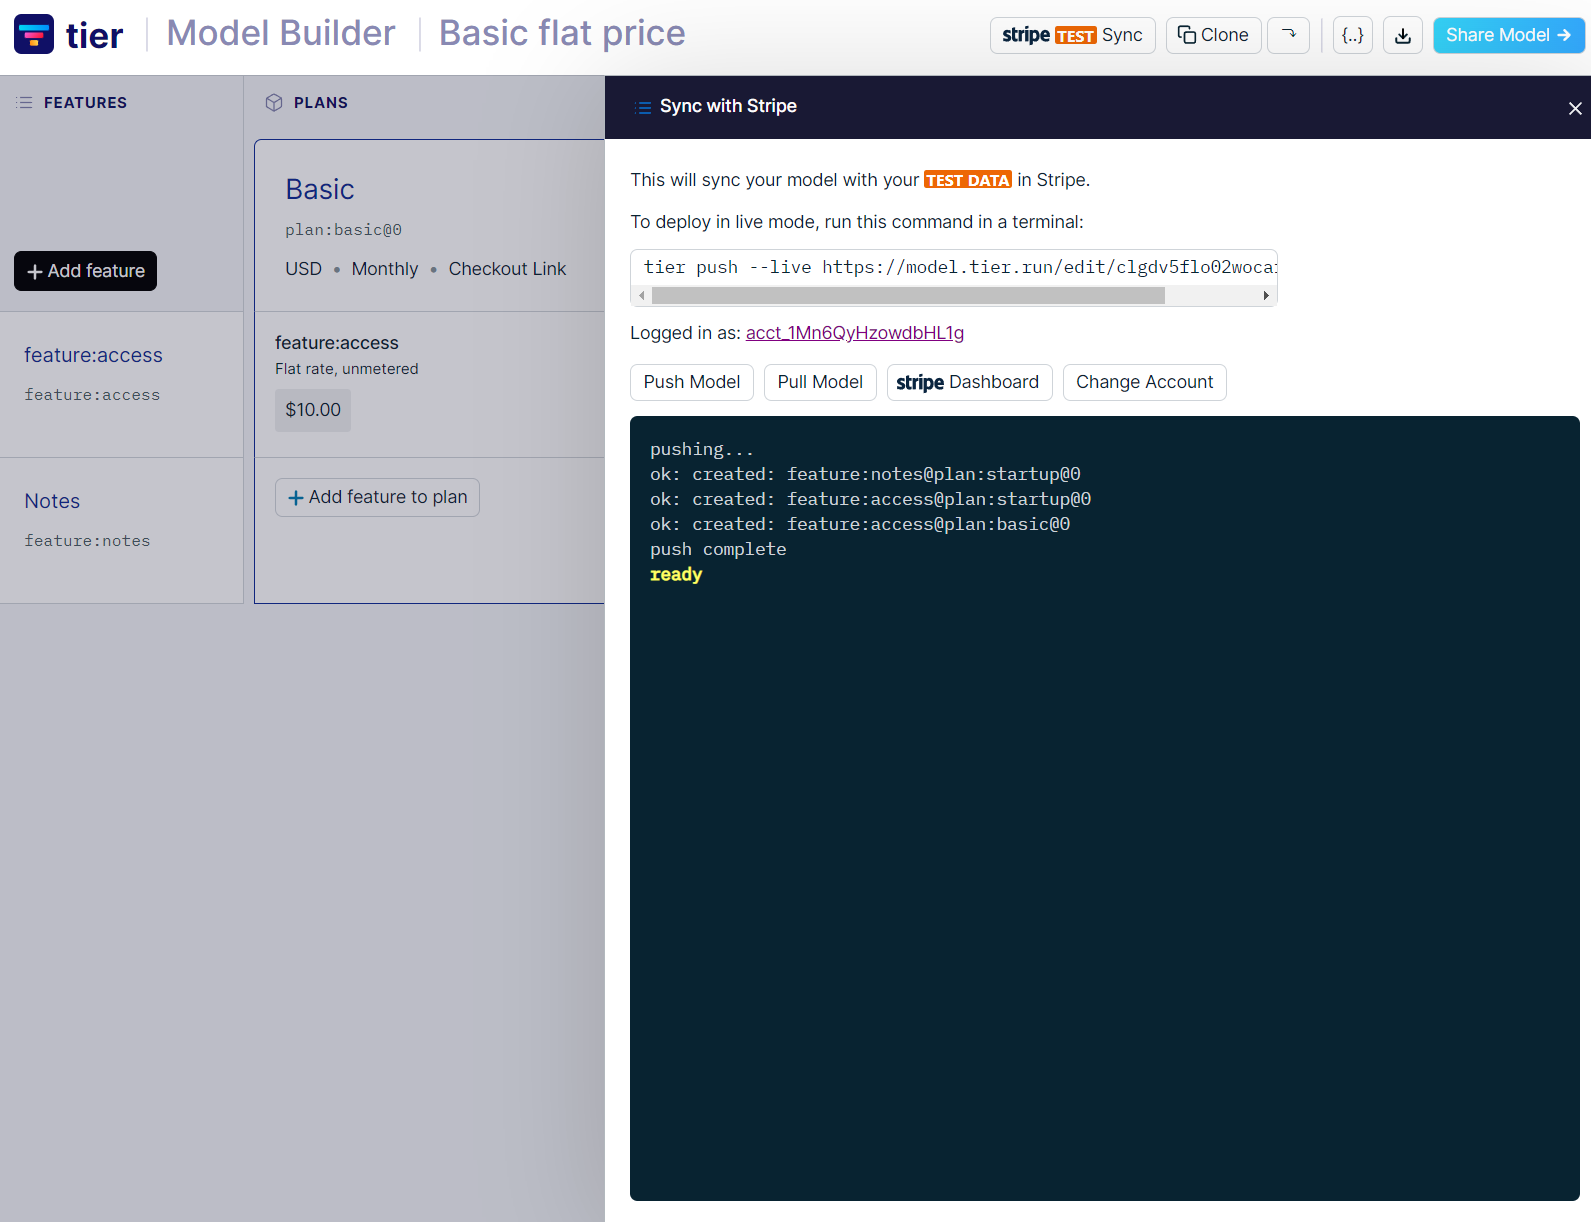 tier
Model Builder
Basic flat price
stripe TEST Sync
Clone
{..}
Share Model →
FEATURES
PLANS
Sync with Stripe
Basic
plan:basic@0
USD • Monthly • Checkout Link
+ Add feature
feature:access
feature:access
feature:access
Flat rate, unmetered
$10.00
Notes
feature:notes
+ Add feature to plan
This will sync your model with your TEST DATA in Stripe.
To deploy in live mode, run this command in a terminal:
tier push --live https://model.tier.run/edit/clgdv5flo02woca
Logged in as: acct_1Mn6QyHzowdbHL1g
Push Model
Pull Model
stripe Dashboard
Change Account
pushing...
ok: created: feature:notes@plan:startup@0
ok: created: feature:access@plan:startup@0
ok: created: feature:access@plan:basic@0
push complete
ready